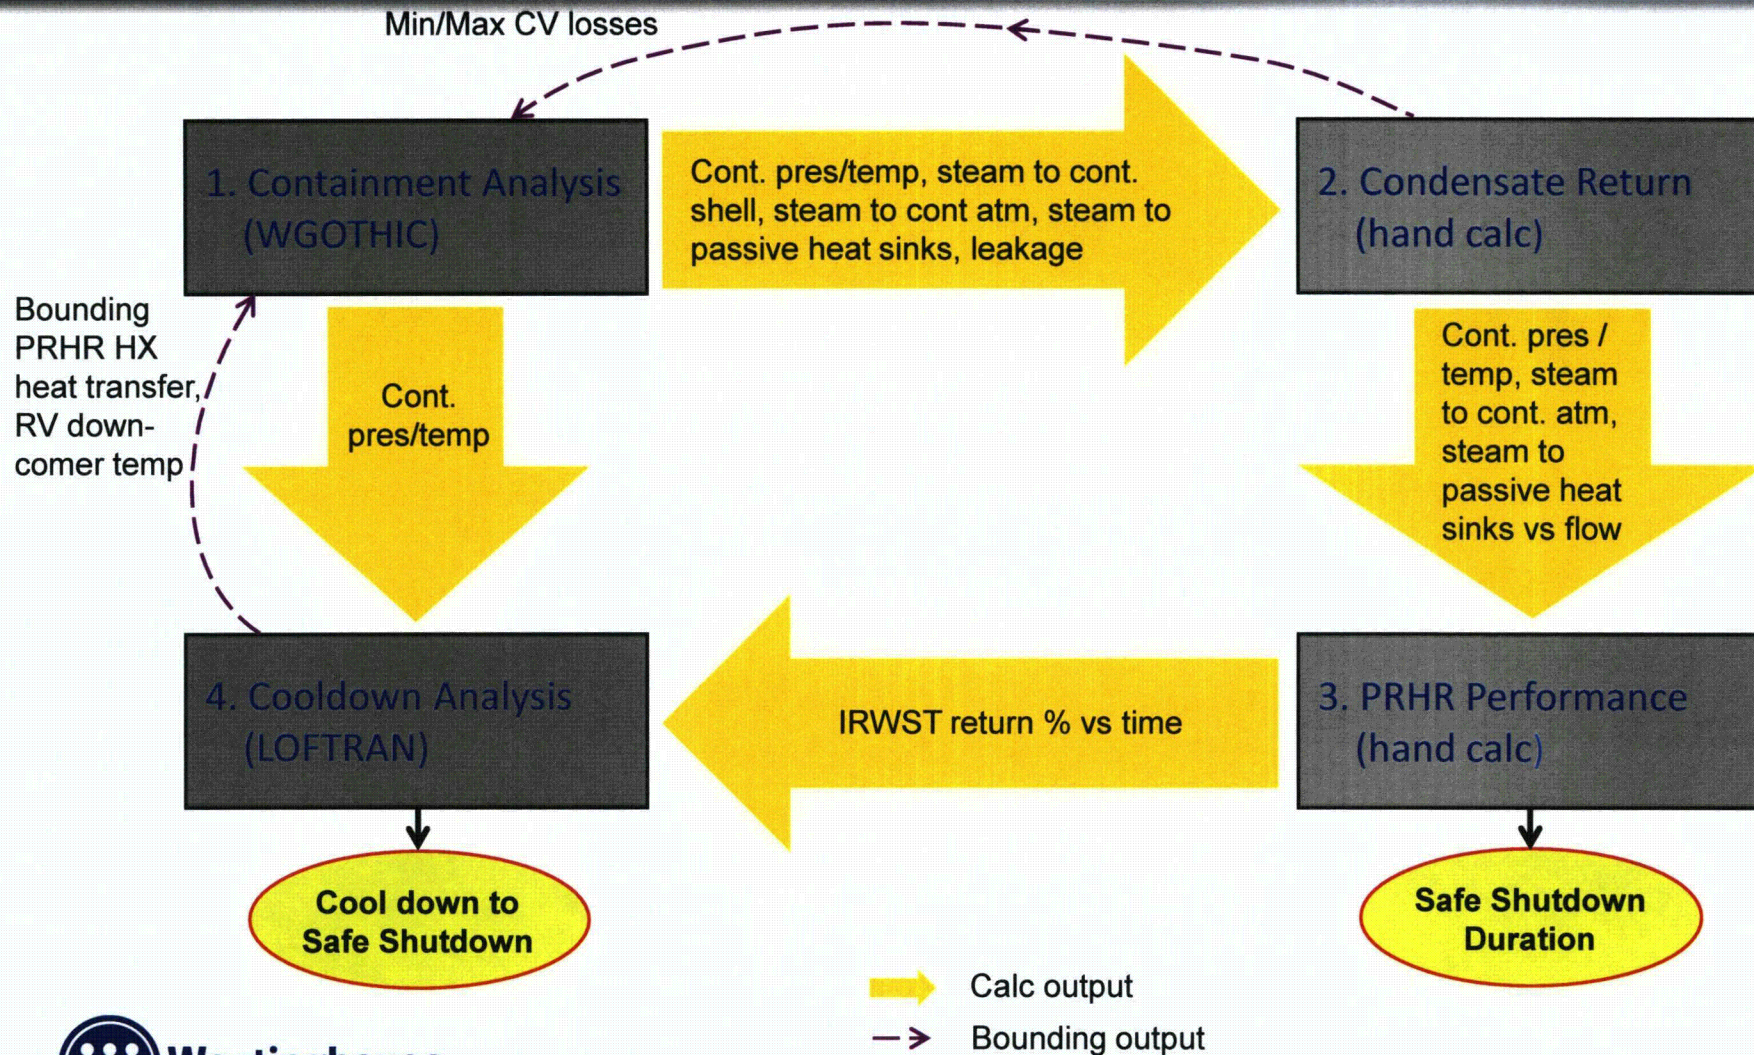 Min/Max CV losses
1. Containment Analysis
(WGOTHIC)
Cont. pres/temp, steam to cont.
shell, steam to cont atm, steam to
passive heat sinks, leakage
2. Condensate Return
(hand calc)
Bounding
PRHR HX
heat transfer,
RV down-
comer temp
Cont.
pres/temp
Cont. pres /
temp, steam
to cont. atm,
steam to
passive heat
sinks vs flow
4. Cooldown Analysis
(LOFTRAN)
IRWST return % vs time
3. PRHR Performance
(hand calc)
Cool down to
Safe Shutdown
Safe Shutdown
Duration
Calc output
Bounding output
Westinghouse